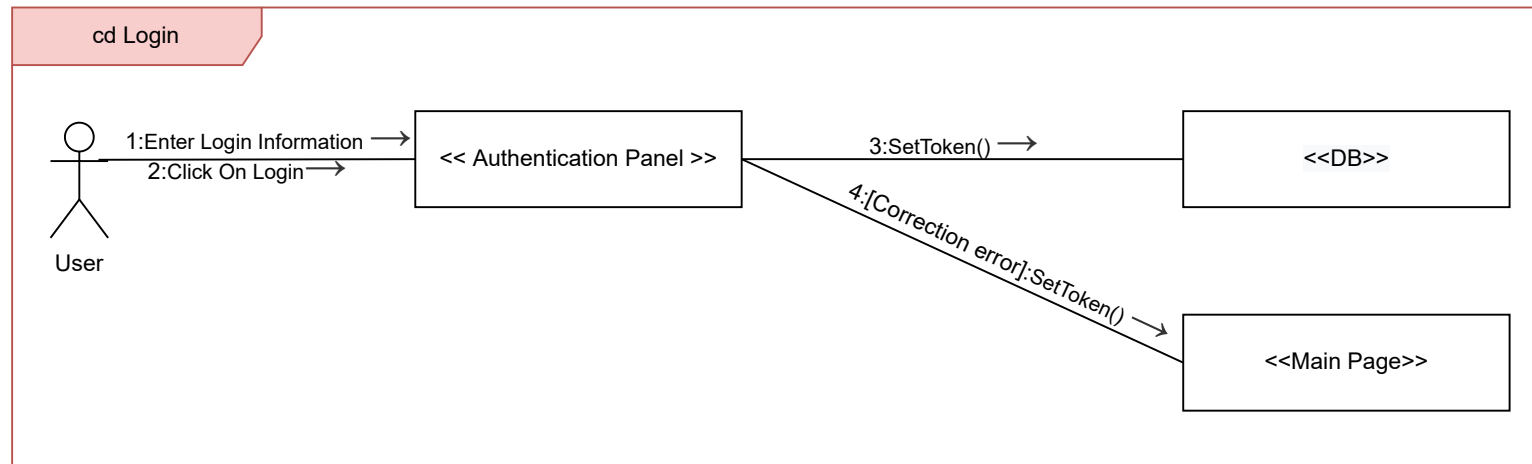 cd Login
1:Enter Login Information
2:Click On Login
<< Authentication Panel >>
3:SetToken()
<<DB>>
4:[Correction error]:SetToken()
User
<<Main Page>>